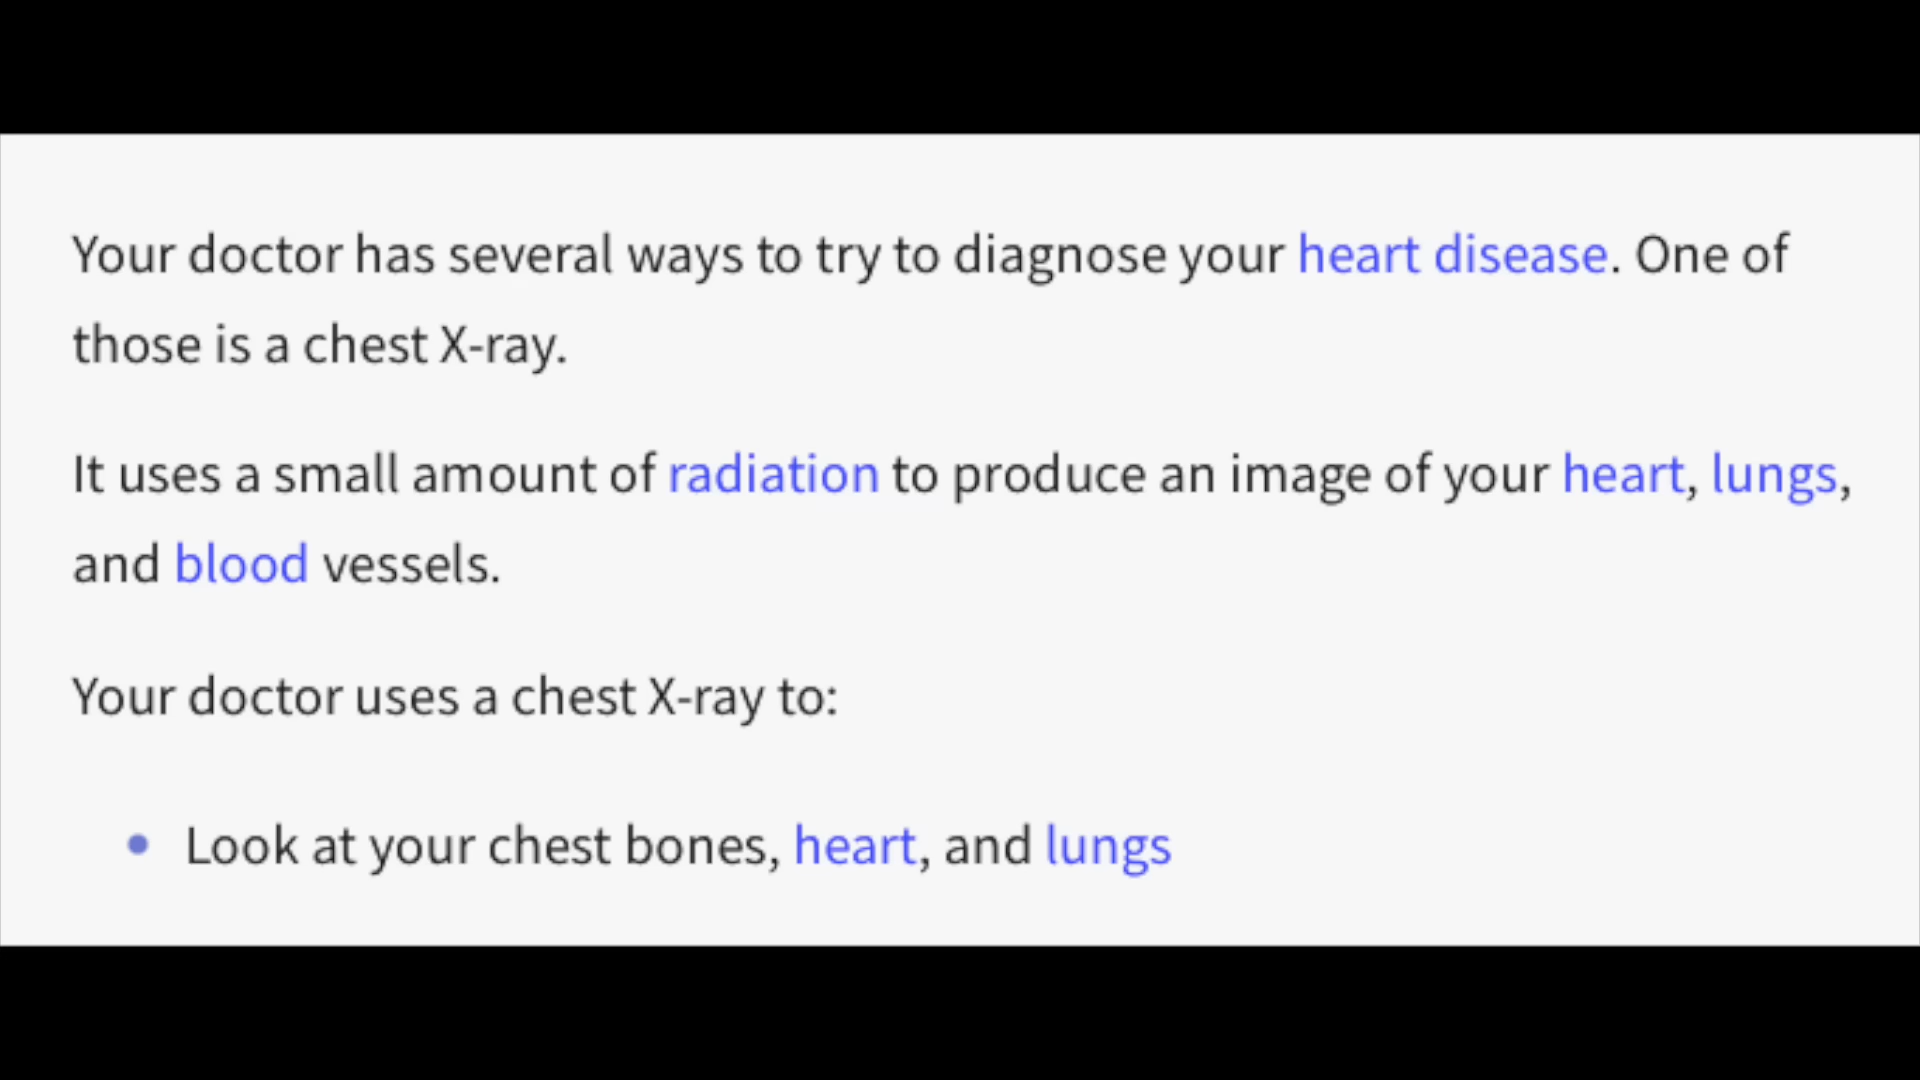 Your doctor has several ways to try to diagnose your heart disease. One of
those is a chest X-ray.
It uses a small amount of radiation to produce an image of your heart, lungs,
and blood vessels.
Your doctor uses a chest X-ray to:
• Look at your chest bones, heart, and lungs